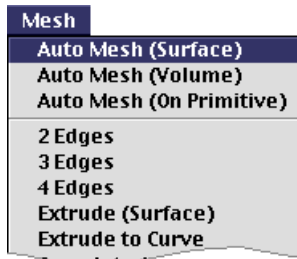 Mesh
Auto Mesh (Surface)
Auto Mesh (Volume)
Auto Mesh (On Primitive)
2 Edges
3 Edges
4 Edges
Extrude (Surface)
Extrude to Curve